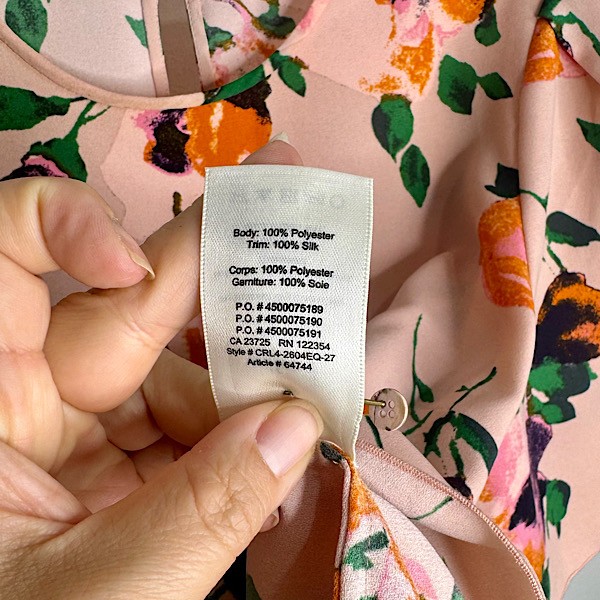 Body: 100% Polyester
Trim: 100% Silk
Corps: 100% Polyester
Garniture: 100% Soie
P.O. # 4500075189
P.O. # 4500075190
P.O. # 4500075191
CA 23725 RN 122354
Style # CRL4-2604EQ-27
Article # 64744